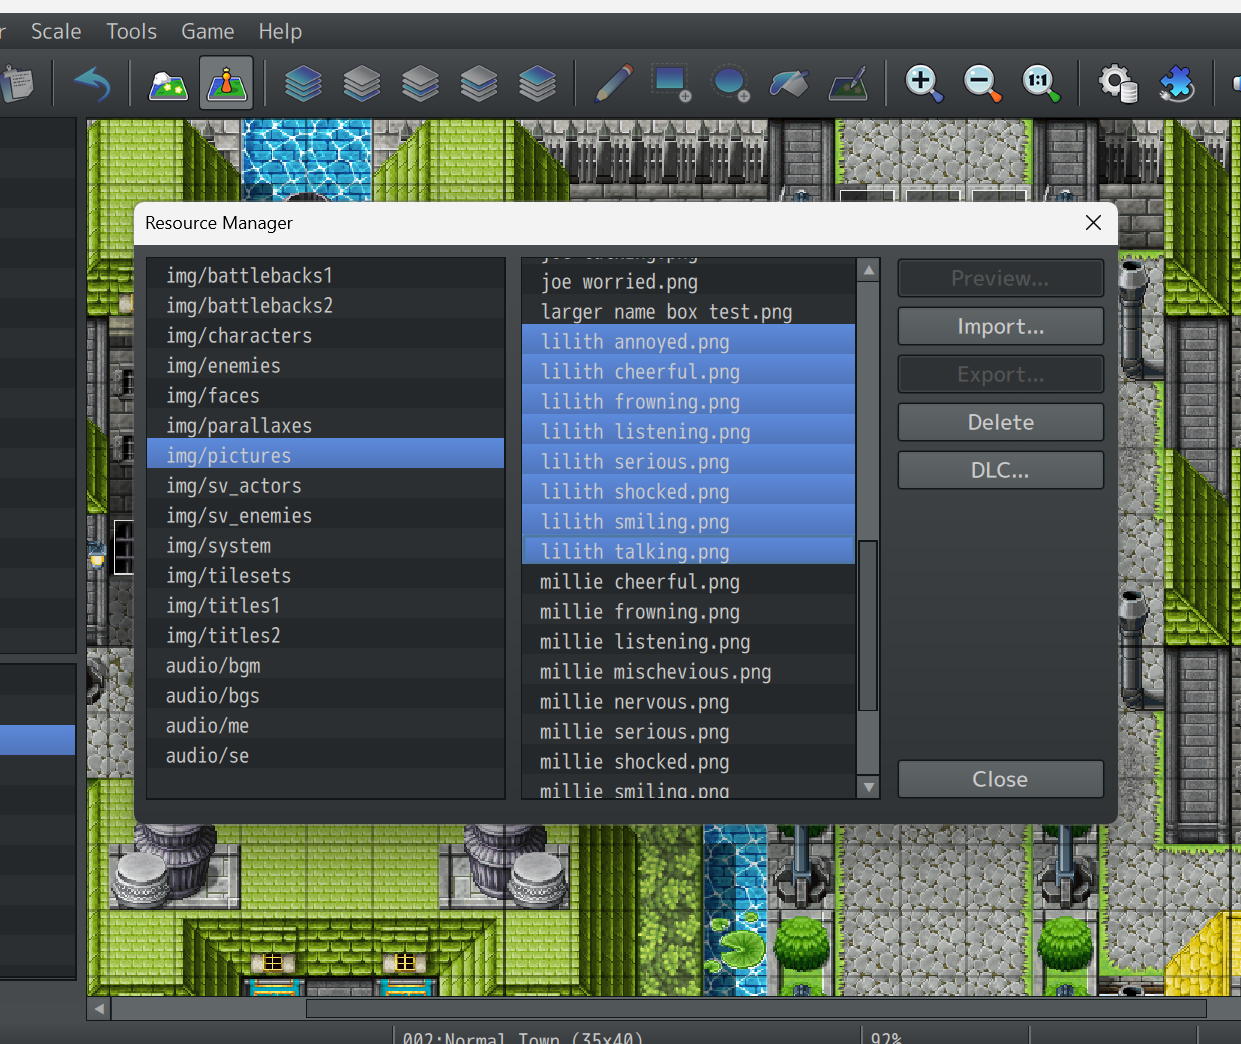 Scale Tools Game Help
1:1
Resource Manager
img/battlebacks1
img/battlebacks2
img/characters
img/enemies
img/faces
img/parallaxes
img/pictures
img/sv_actors
img/sv_enemies
img/system
img/tilesets
img/titles1
img/titles2
audio/bgm
audio/bgs
audio/me
audio/se
joe worried.png
larger name box test.png
lilith annoyed.png
lilith cheerful.png
lilith frowning.png
lilith listening.png
lilith serious.png
lilith shocked.png
lilith smiling.png
lilith talking.png
millie cheerful.png
millie frowning.png
millie listening.png
millie mischevious.png
millie nervous.png
millie serious.png
millie shocked.png
millie smiling.png
Preview...
Import...
Export...
Delete
DLC...
Close
002:Normal Town (35x40)
92%